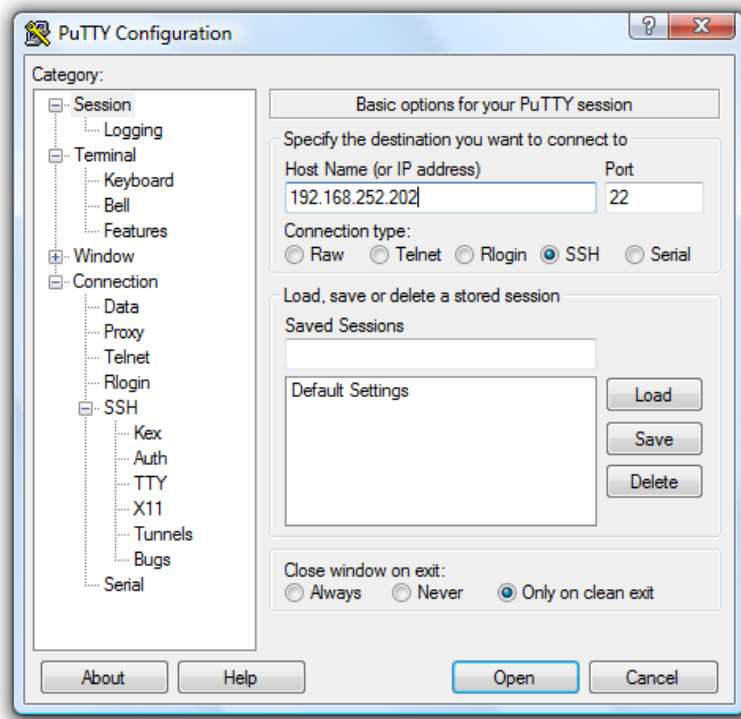 PuTTY Configuration
?
X
Category:
Session
Logging
Terminal
Keyboard
Bell
Features
Window
Connection
Data
Proxy
Telnet
Rlogin
SSH
Kex
Auth
TTY
X11
Tunnels
Bugs
Serial
Basic options for your PuTTY session
Specify the destination you want to connect to
Host Name (or IP address) Port
192.168.252.202 22
Connection type:
Raw Telnet Rlogin SSH Serial
Load, save or delete a stored session
Saved Sessions
Default Settings
Load
Save
Delete
Close window on exit:
Always Never Only on clean exit
About Help Open Cancel